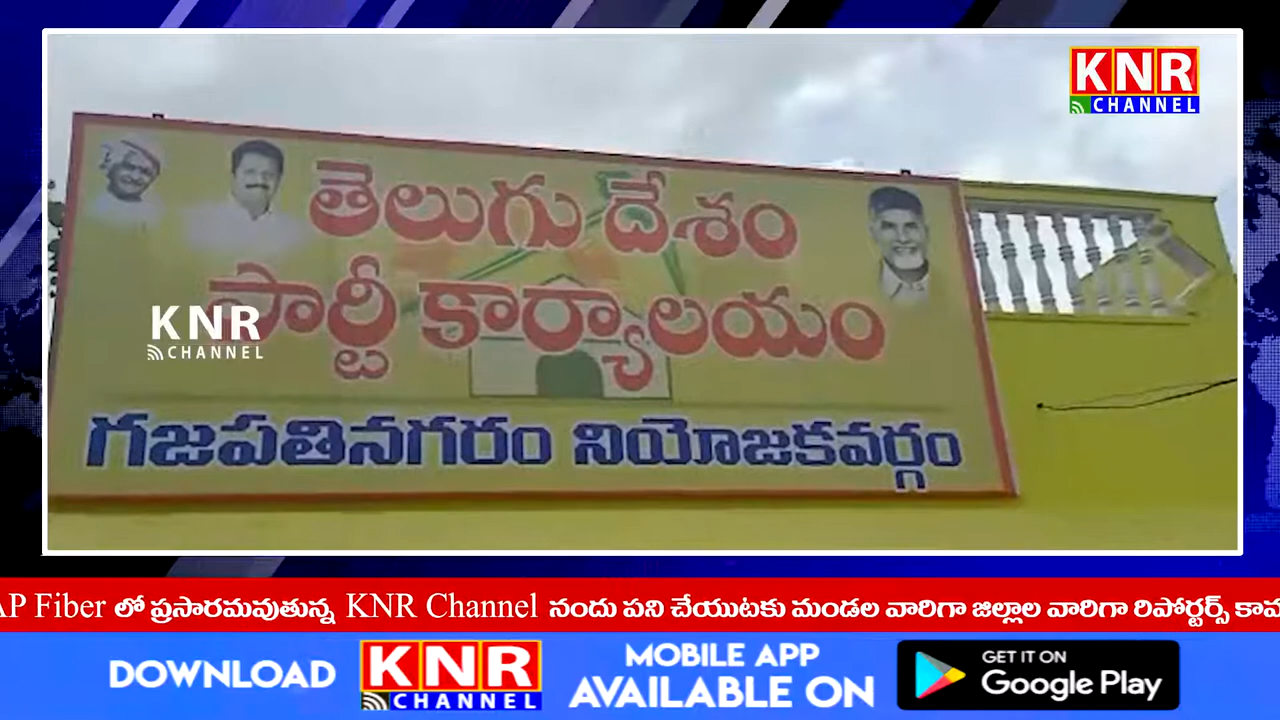 KNR
CHANNEL
తెలుగు దేశం
పార్టీ కార్యాలయం
KNR
CHANNEL
గజపతినగరం నియోజకవర్గం
AP Fiber లో ప్రసారమవుతున్న KNR Channel నందు పని చేయుటకు మండల వారిగా జిల్లాల వారిగా రిపోర్టర్స్
DOWNLOAD KNR CHANNEL
MOBILE APP
AVAILABLE ON
GET IT ON
Google Play